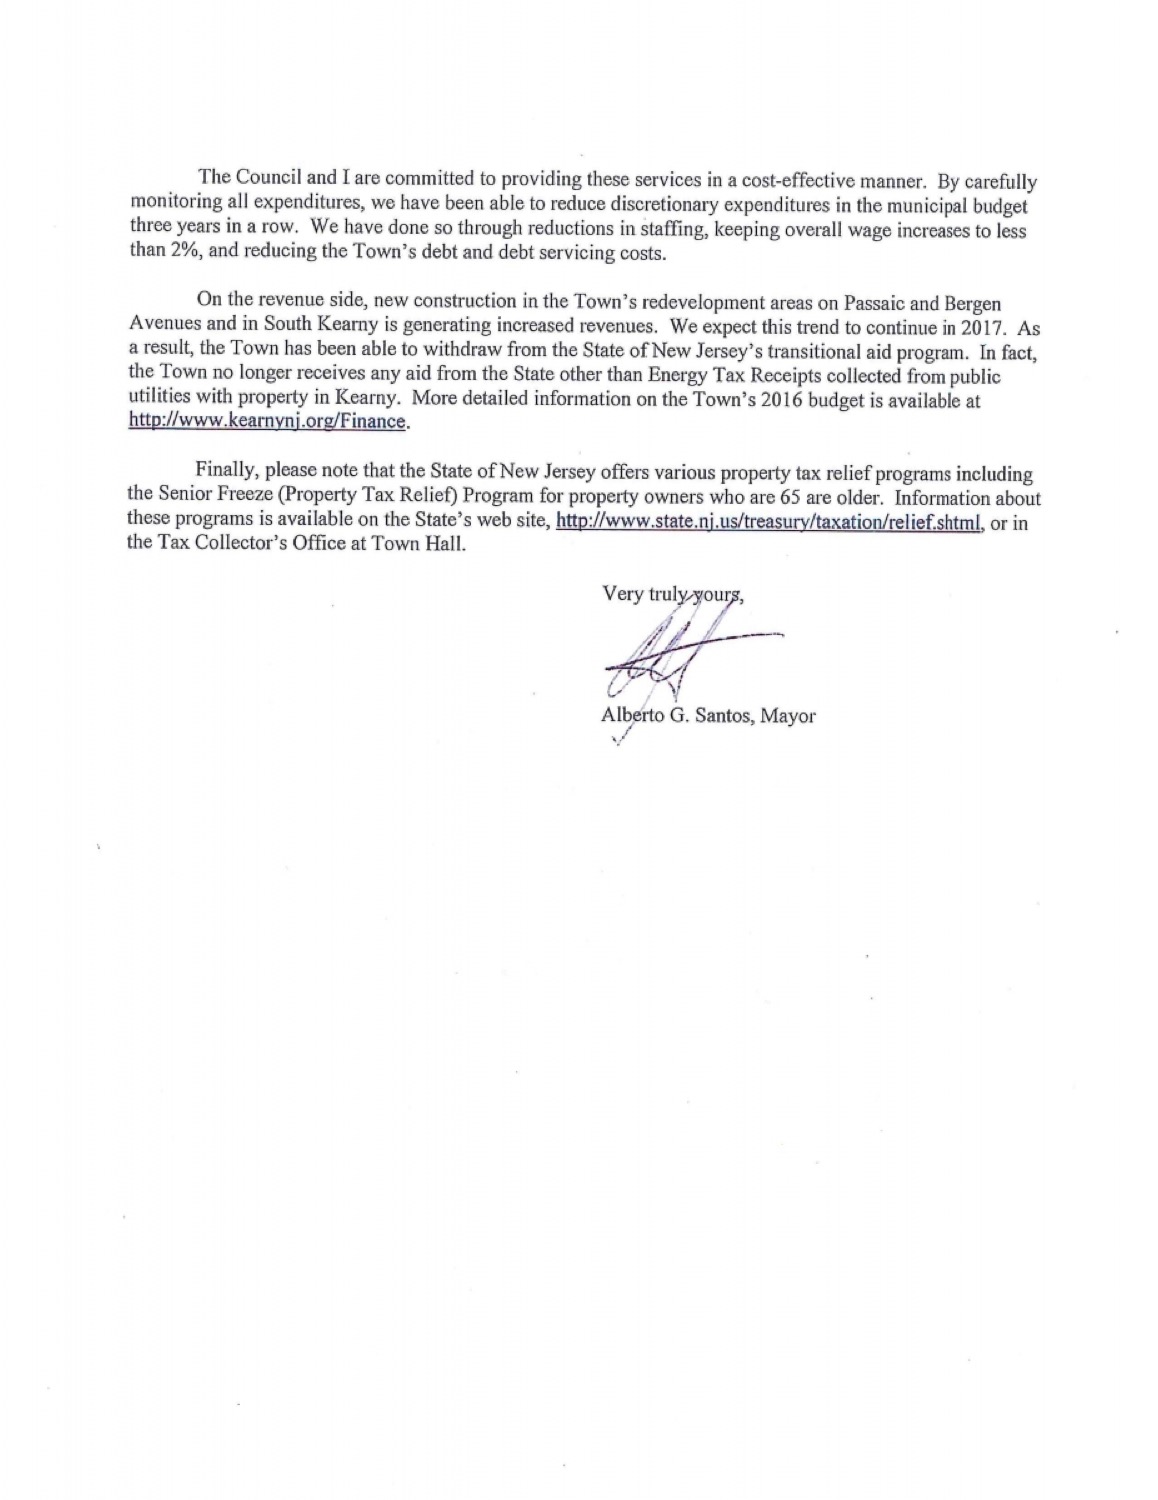 The Council and I are committed to providing these services in a cost-effective manner. By carefully
monitoring all expenditures, we have been able to reduce discretionary expenditures in the municipal budget
three years in a row. We have done so through reductions in staffing, keeping overall wage increases to less
than 2%, and reducing the Town's debt and debt servicing costs.
On the revenue side, new construction in the Town's redevelopment areas on Passaic and Bergen
Avenues and in South Kearny is generating increased revenues. We expect this trend to continue in 2017. As
a result, the Town has been able to withdraw from the State of New Jersey's transitional aid program. In fact,
the Town no longer receives any aid from the State other than Energy Tax Receipts collected from public
utilities with property in Kearny. More detailed information on the Town's 2016 budget is available at
http://www.kearnynj.org/Finance.
Finally, please note that the State of New Jersey offers various property tax relief programs including
the Senior Freeze (Property Tax Relief) Program for property owners who are 65 are older. Information about
these programs is available on the State's web site, http://www.state.nj.us/treasury/taxation/relief.shtml, or in
the Tax Collector's Office at Town Hall.
Very truly yours,
Alberto G. Santos, Mayor